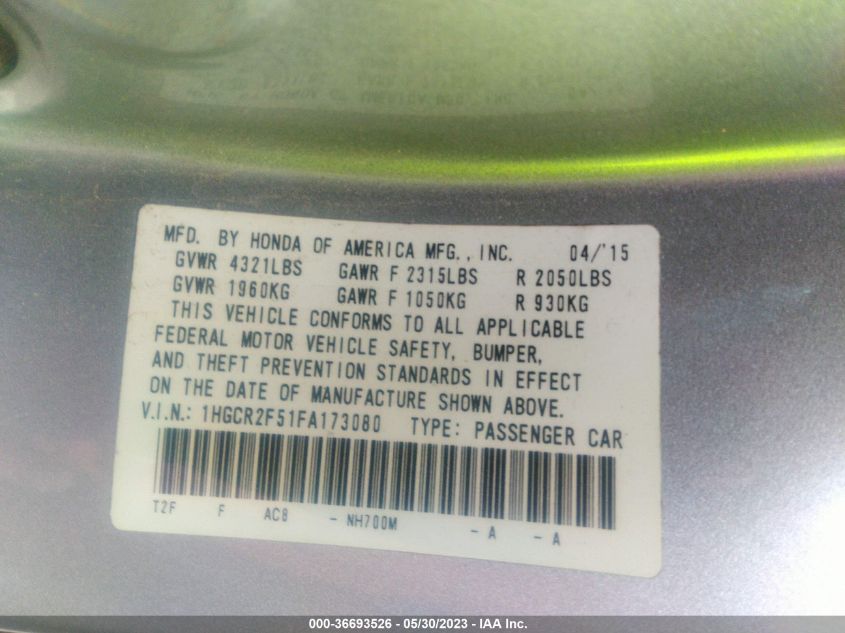 MFD. BY HONDA OF AMERICA MFG., INC. 04/'15
GVWR 4321LBS GAWR F 2315LBS R 2050LBS
GVWR 1960KG GAWR F 1050KG R 930KG
THIS VEHICLE CONFORMS TO ALL APPLICABLE
FEDERAL MOTOR VEHICLE SAFETY, BUMPER,
AND THEFT PREVENTION STANDARDS IN EFFECT
ON THE DATE OF MANUFACTURE SHOWN ABOVE.
V.I.N.: 1HGCR2F51FA173080 TYPE: PASSENGER CAR
T2F F AC8 - NH700M - A - A
000-36693526 - 05/30/2023 - IAA Inc.